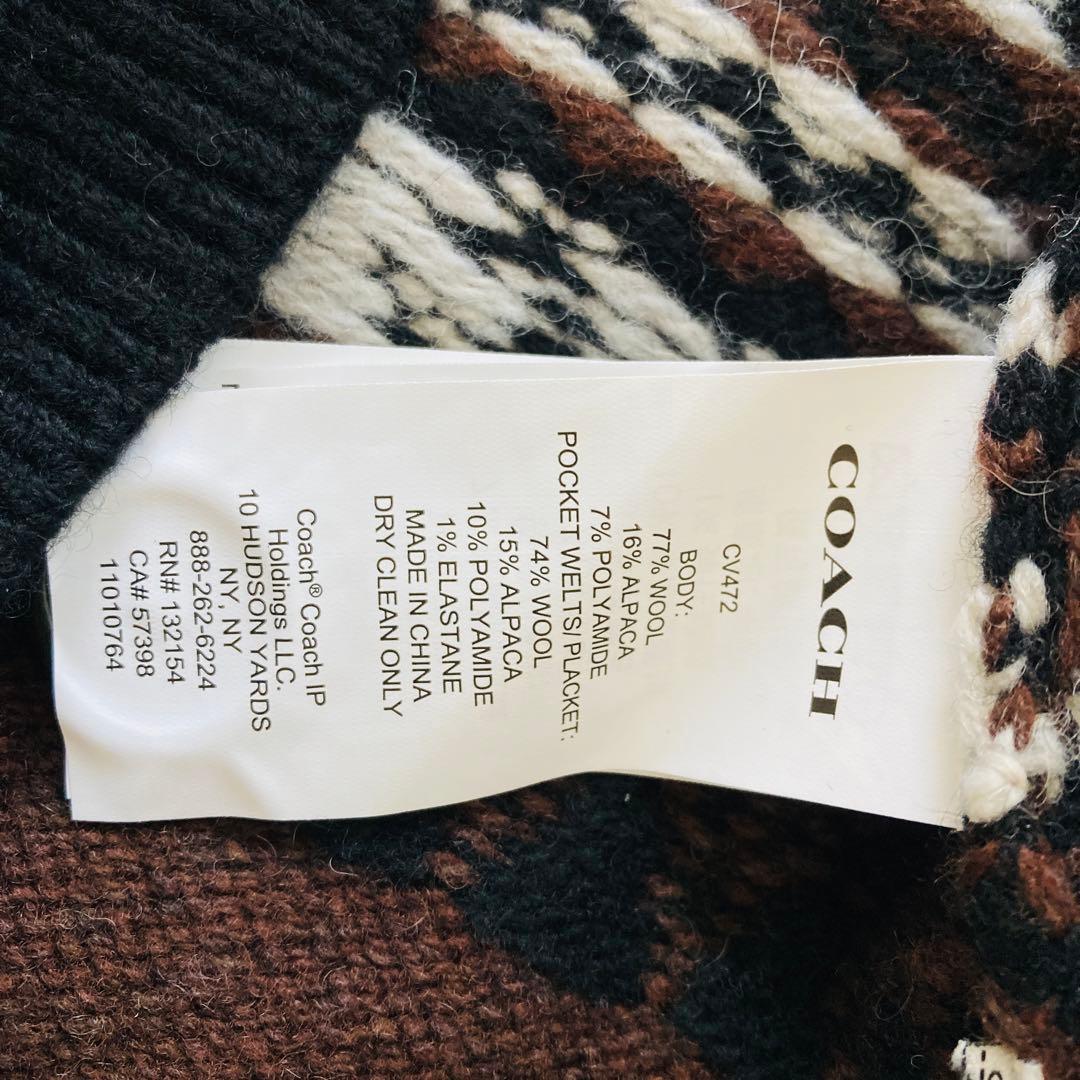 COACH
CV472
BODY:
77% WOOL
16% ALPACA
7% POLYAMIDE
POCKET WELTS/PLACKET:
74% WOOL
15% ALPACA
10% POLYAMIDE
1% ELASTANE
MADE IN CHINA
DRY CLEAN ONLY
Coach® Coach IP
Holdings LLC.
10 HUDSON YARDS
NY, NY
888-262-6224
RN# 132154
CA# 57398
11010764